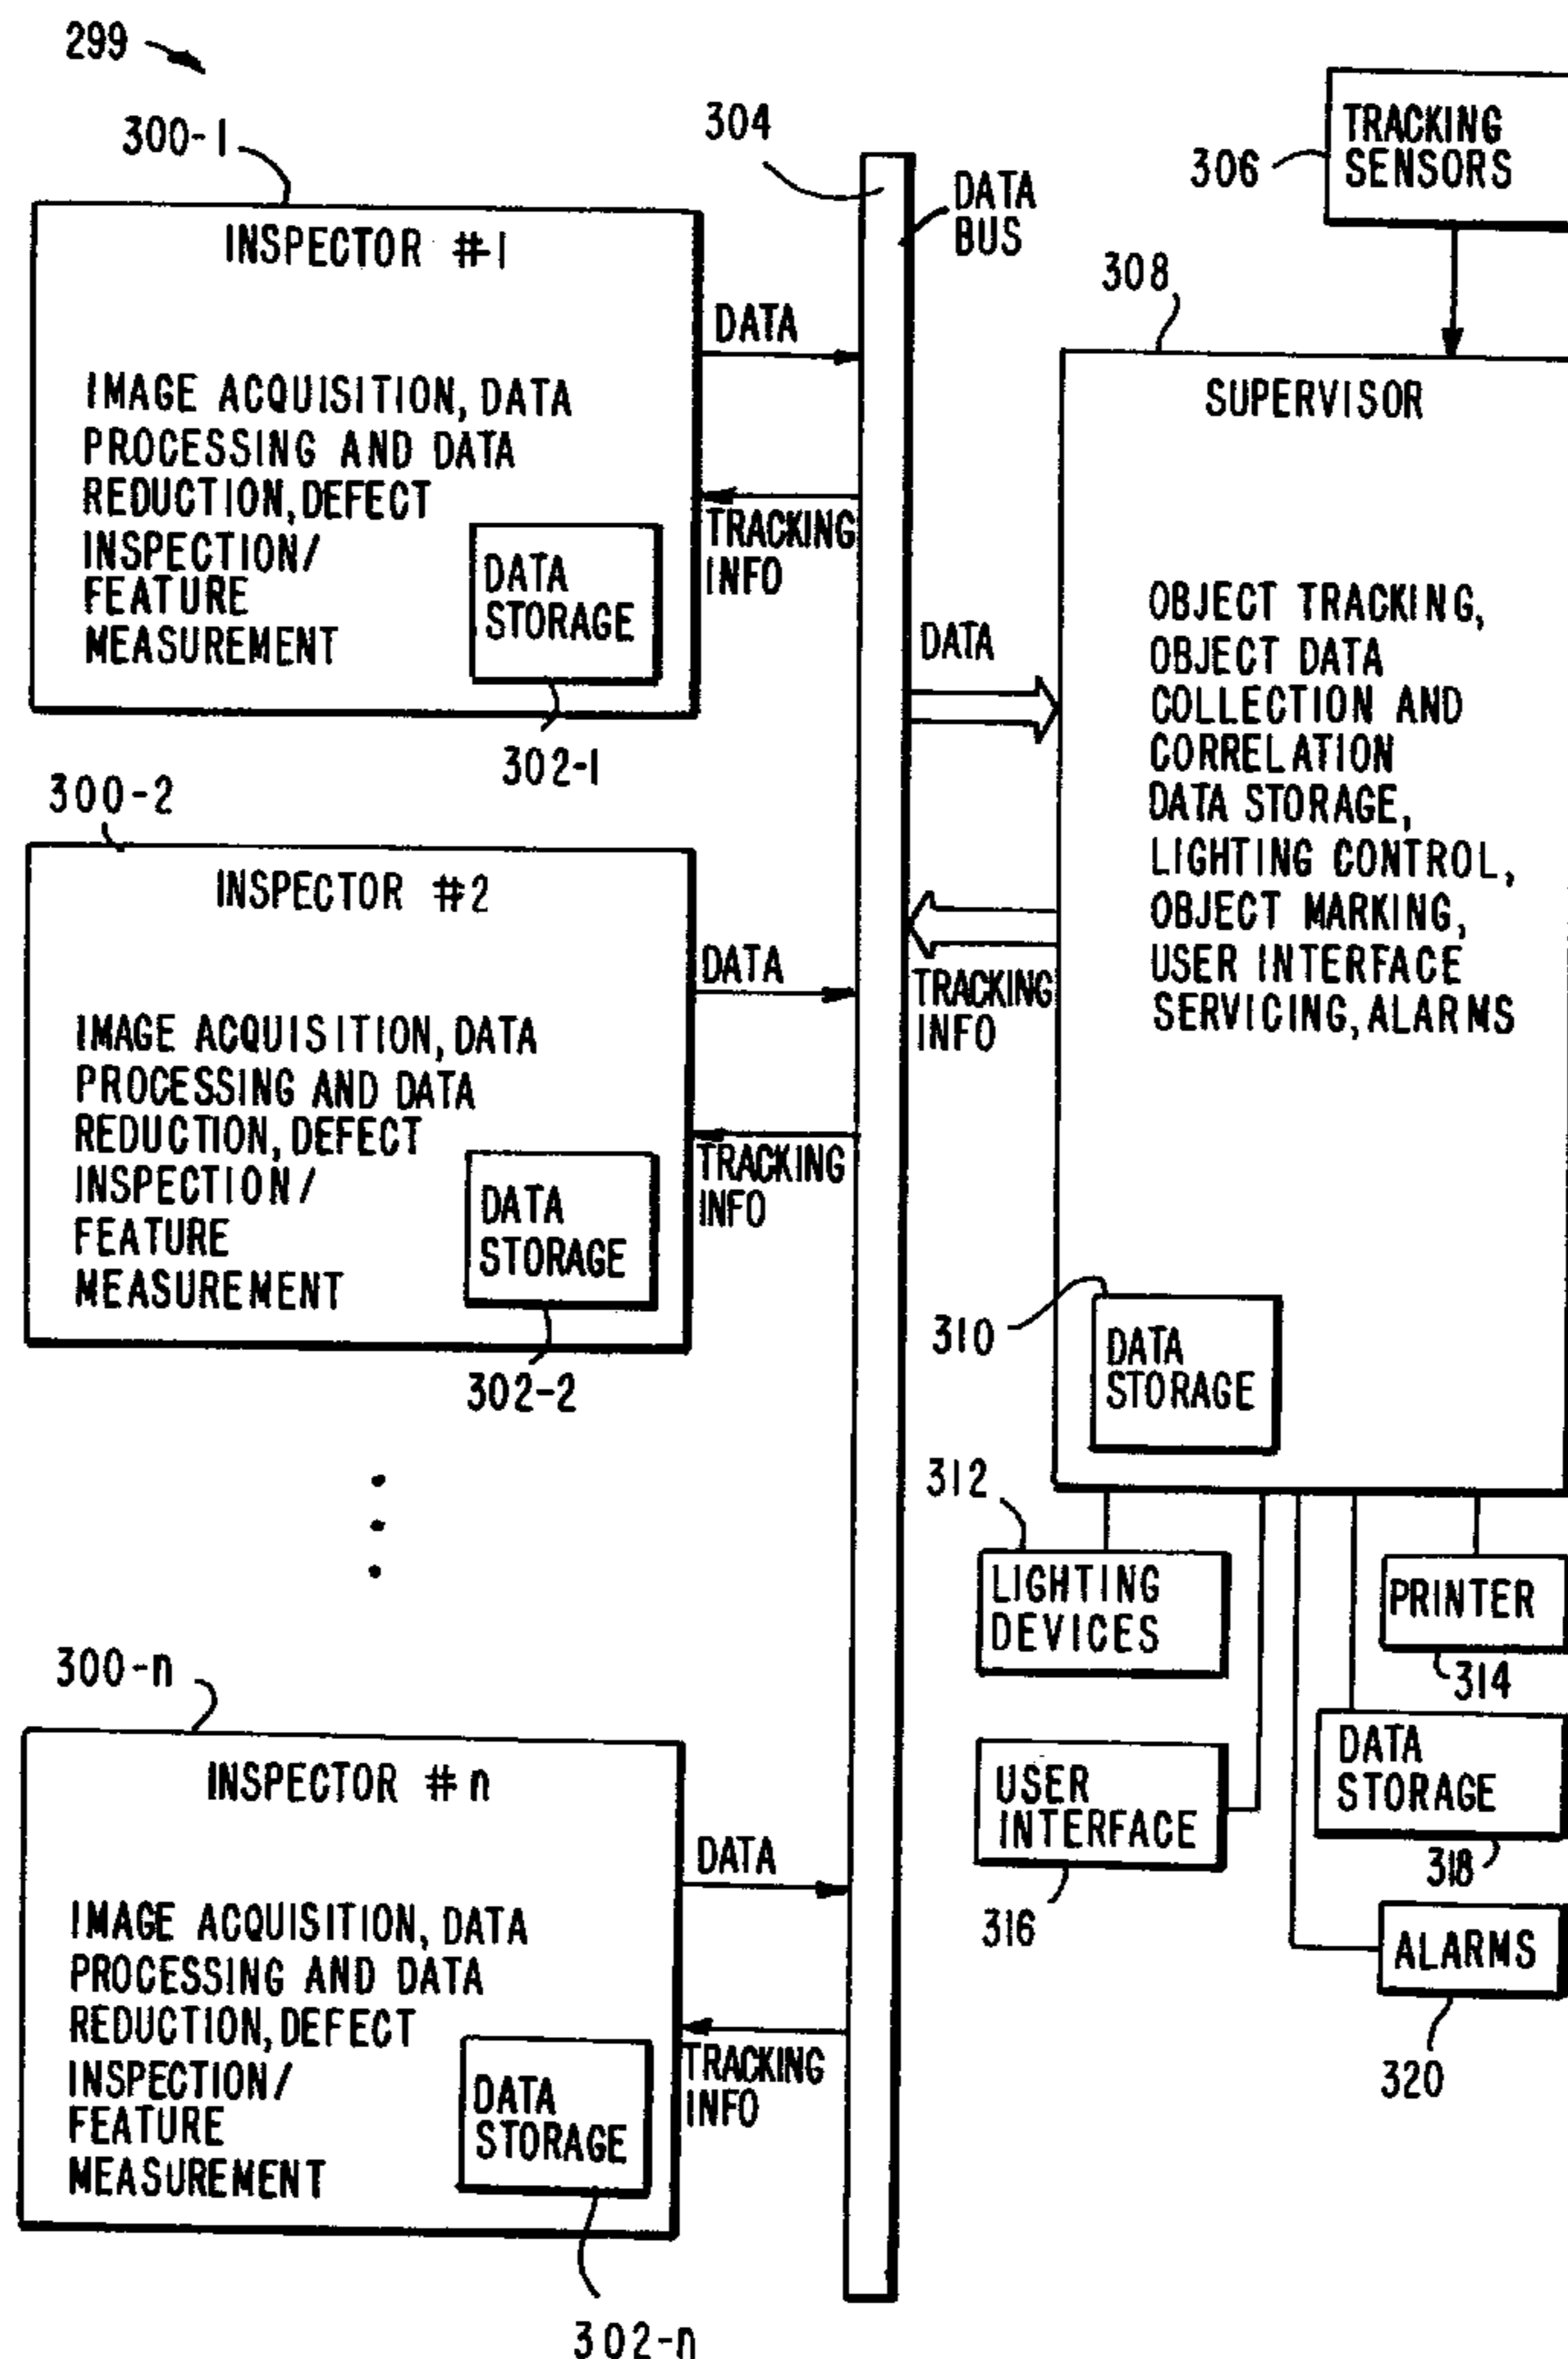 299
300-1
INSPECTOR #1
IMAGE ACQUISITION, DATA
PROCESSING AND DATA
REDUCTION, DEFECT
INSPECTION/
FEATURE
MEASUREMENT
DATA
STORAGE
302-1
DATA
TRACKING
INFO
300-2
INSPECTOR #2
IMAGE ACQUISITION, DATA
PROCESSING AND DATA
REDUCTION, DEFECT
INSPECTION/
FEATURE
MEASUREMENT
DATA
STORAGE
302-2
DATA
TRACKING
INFO
300-n
INSPECTOR #n
IMAGE ACQUISITION, DATA
PROCESSING AND DATA
REDUCTION, DEFECT
INSPECTION/
FEATURE
MEASUREMENT
DATA
STORAGE
302-n
DATA
TRACKING
INFO
304
DATA
BUS
DATA
TRACKING
INFO
306
TRACKING
SENSORS
308
SUPERVISOR
OBJECT TRACKING,
OBJECT DATA
COLLECTION AND
CORRELATION
DATA STORAGE,
LIGHTING CONTROL,
OBJECT MARKING,
USER INTERFACE
SERVICING, ALARMS
310
DATA
STORAGE
312
LIGHTING
DEVICES
PRINTER
314
USER
INTERFACE
316
DATA
STORAGE
318
ALARMS
320